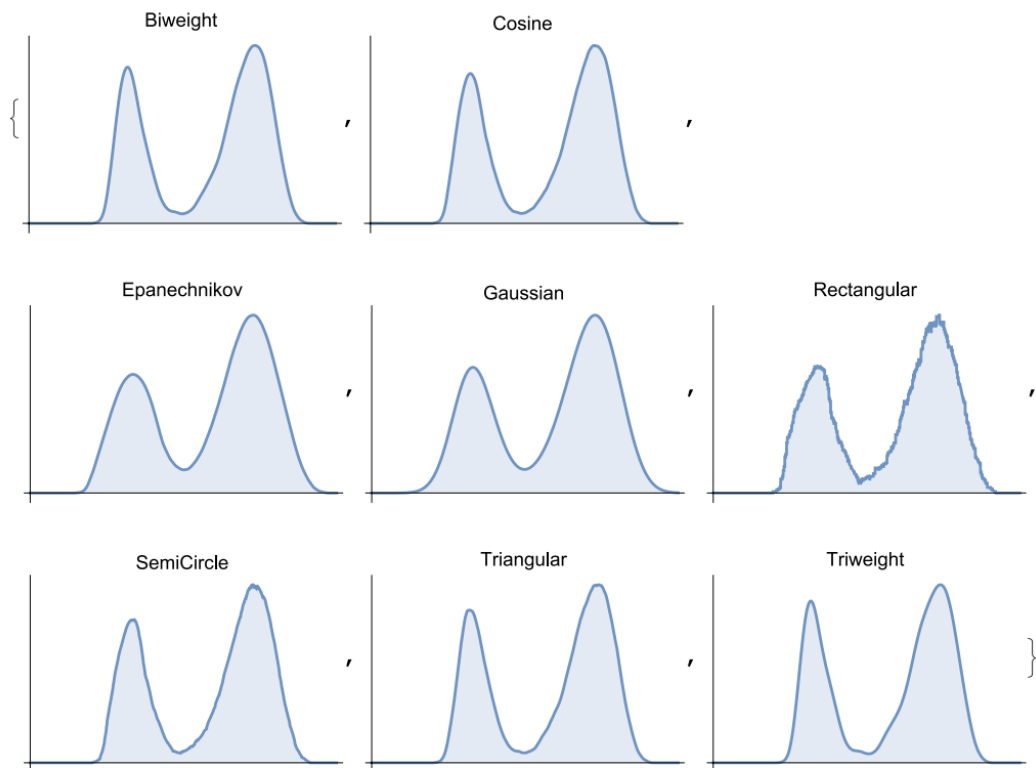 Biweight
Cosine
{ , ,
Epanechnikov
Gaussian
Rectangular
, , ,
SemiCircle
Triangular
Triweight
, , }